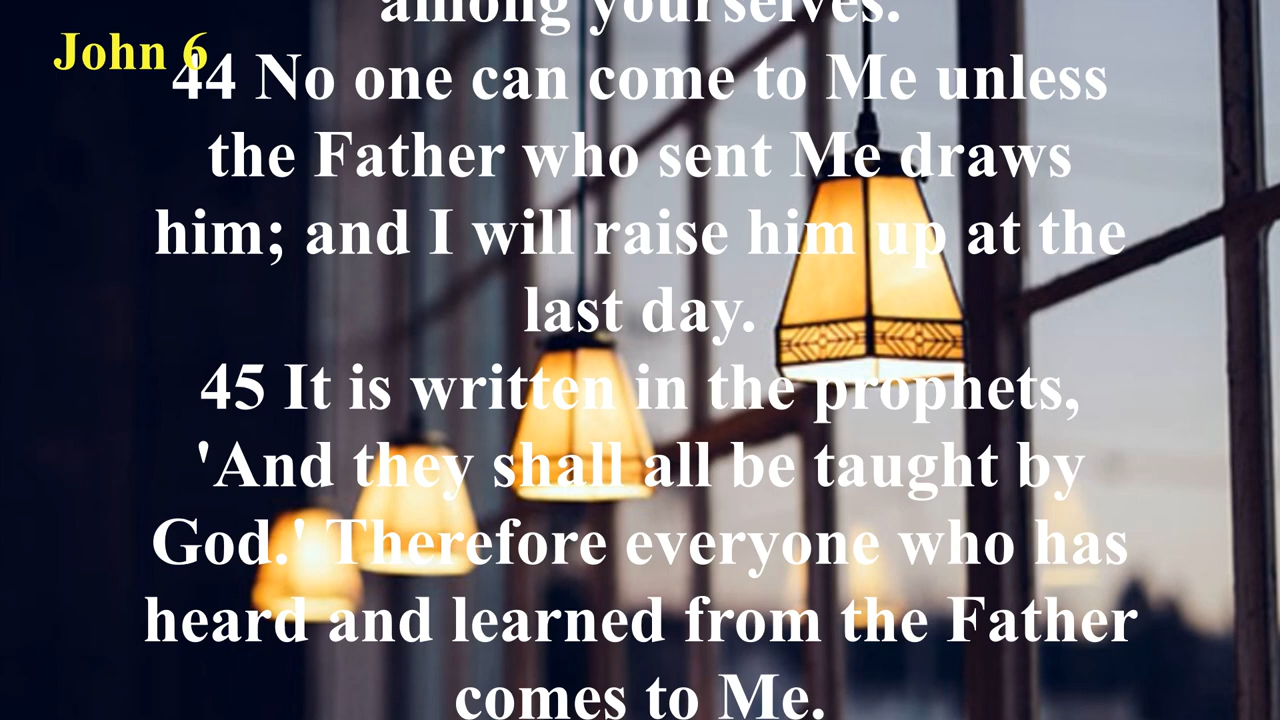 among yourselves.
John 6
44 No one can come to Me unless
the Father who sent Me draws
him; and I will raise him up at the
last day.
45 It is written in the prophets,
'And they shall all be taught by
God.' Therefore everyone who has
heard and learned from the Father
comes to Me.